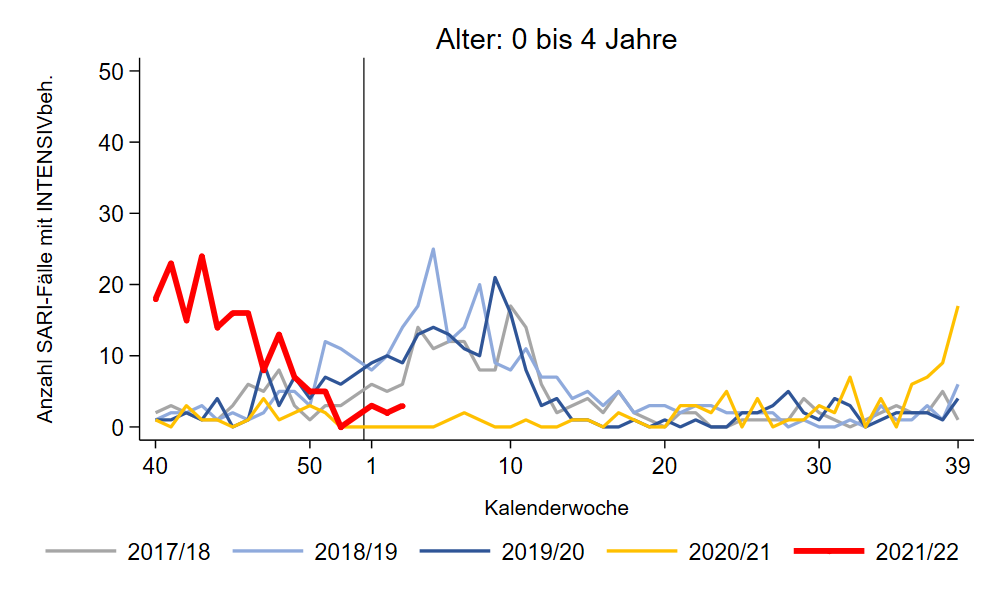 Alter: 0 bis 4 Jahre
Anzahl SARI-Fälle mit INTENSIVbeh.
50
40
30
20
10
0
40 50 1 10 20 30 39
Kalenderwoche
2017/18 2018/19 2019/20 2020/21 2021/22